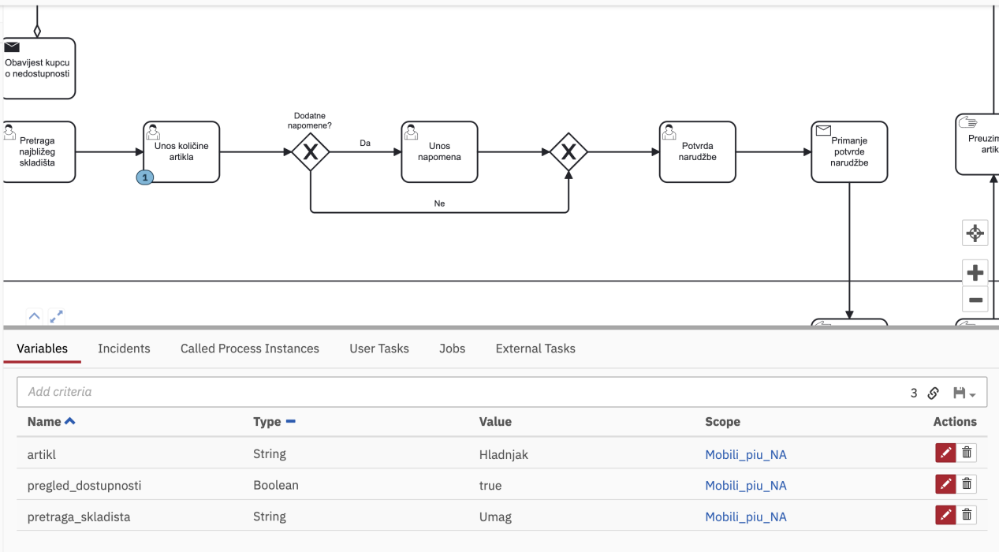 Obavijest kupcu
o nedostupnosti
Pretraga
najbližeg
skladišta
Unos količine
artikla
1
Dodatne
napomene?
X
Da
Ne
Unos
napomena
X
Potvrda
narudžbe
Primanje
potvrde
narudžbe
Preuzim
artik
Variables Incidents Called Process Instances User Tasks Jobs External Tasks
Add criteria 3
Name Type Value Scope Actions
artikl String Hladnjak Mobili_piu_NA
pregled_dostupnosti Boolean true Mobili_piu_NA
pretraga_skladista String Umag Mobili_piu_NA